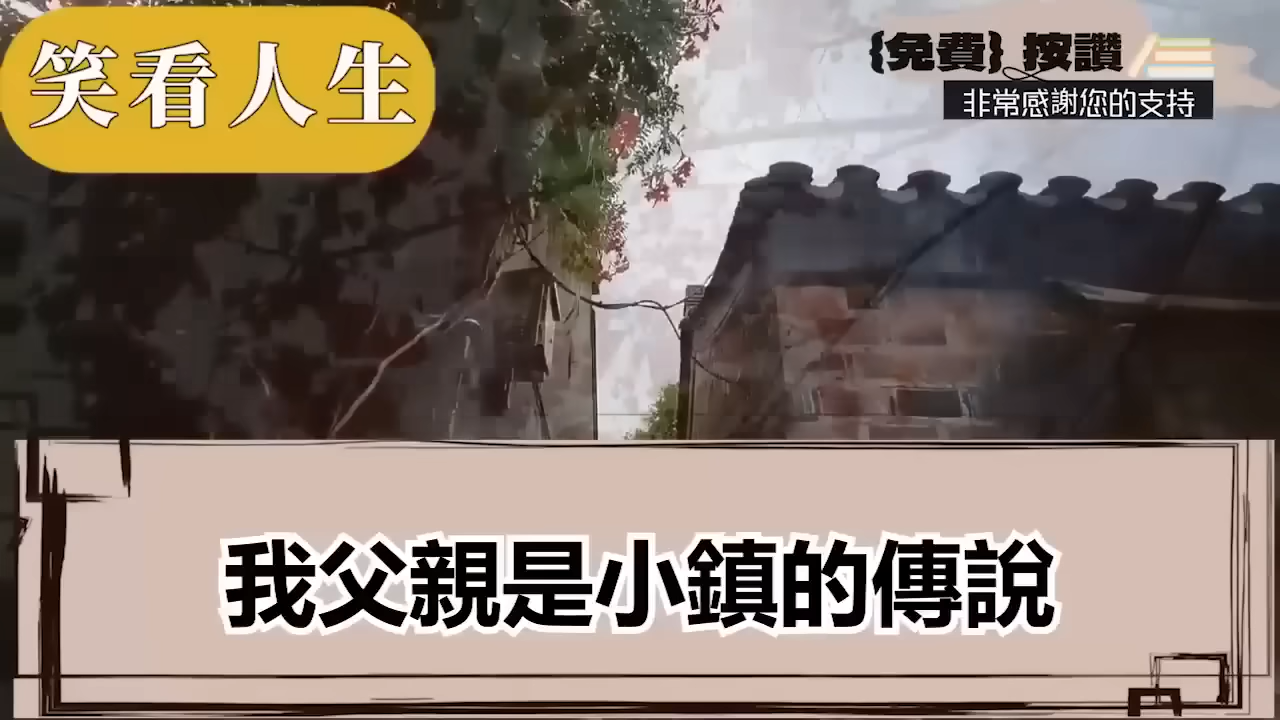 笑看人生
{免費} 按讚
非常感謝您的支持
我父親是小鎮的傳說